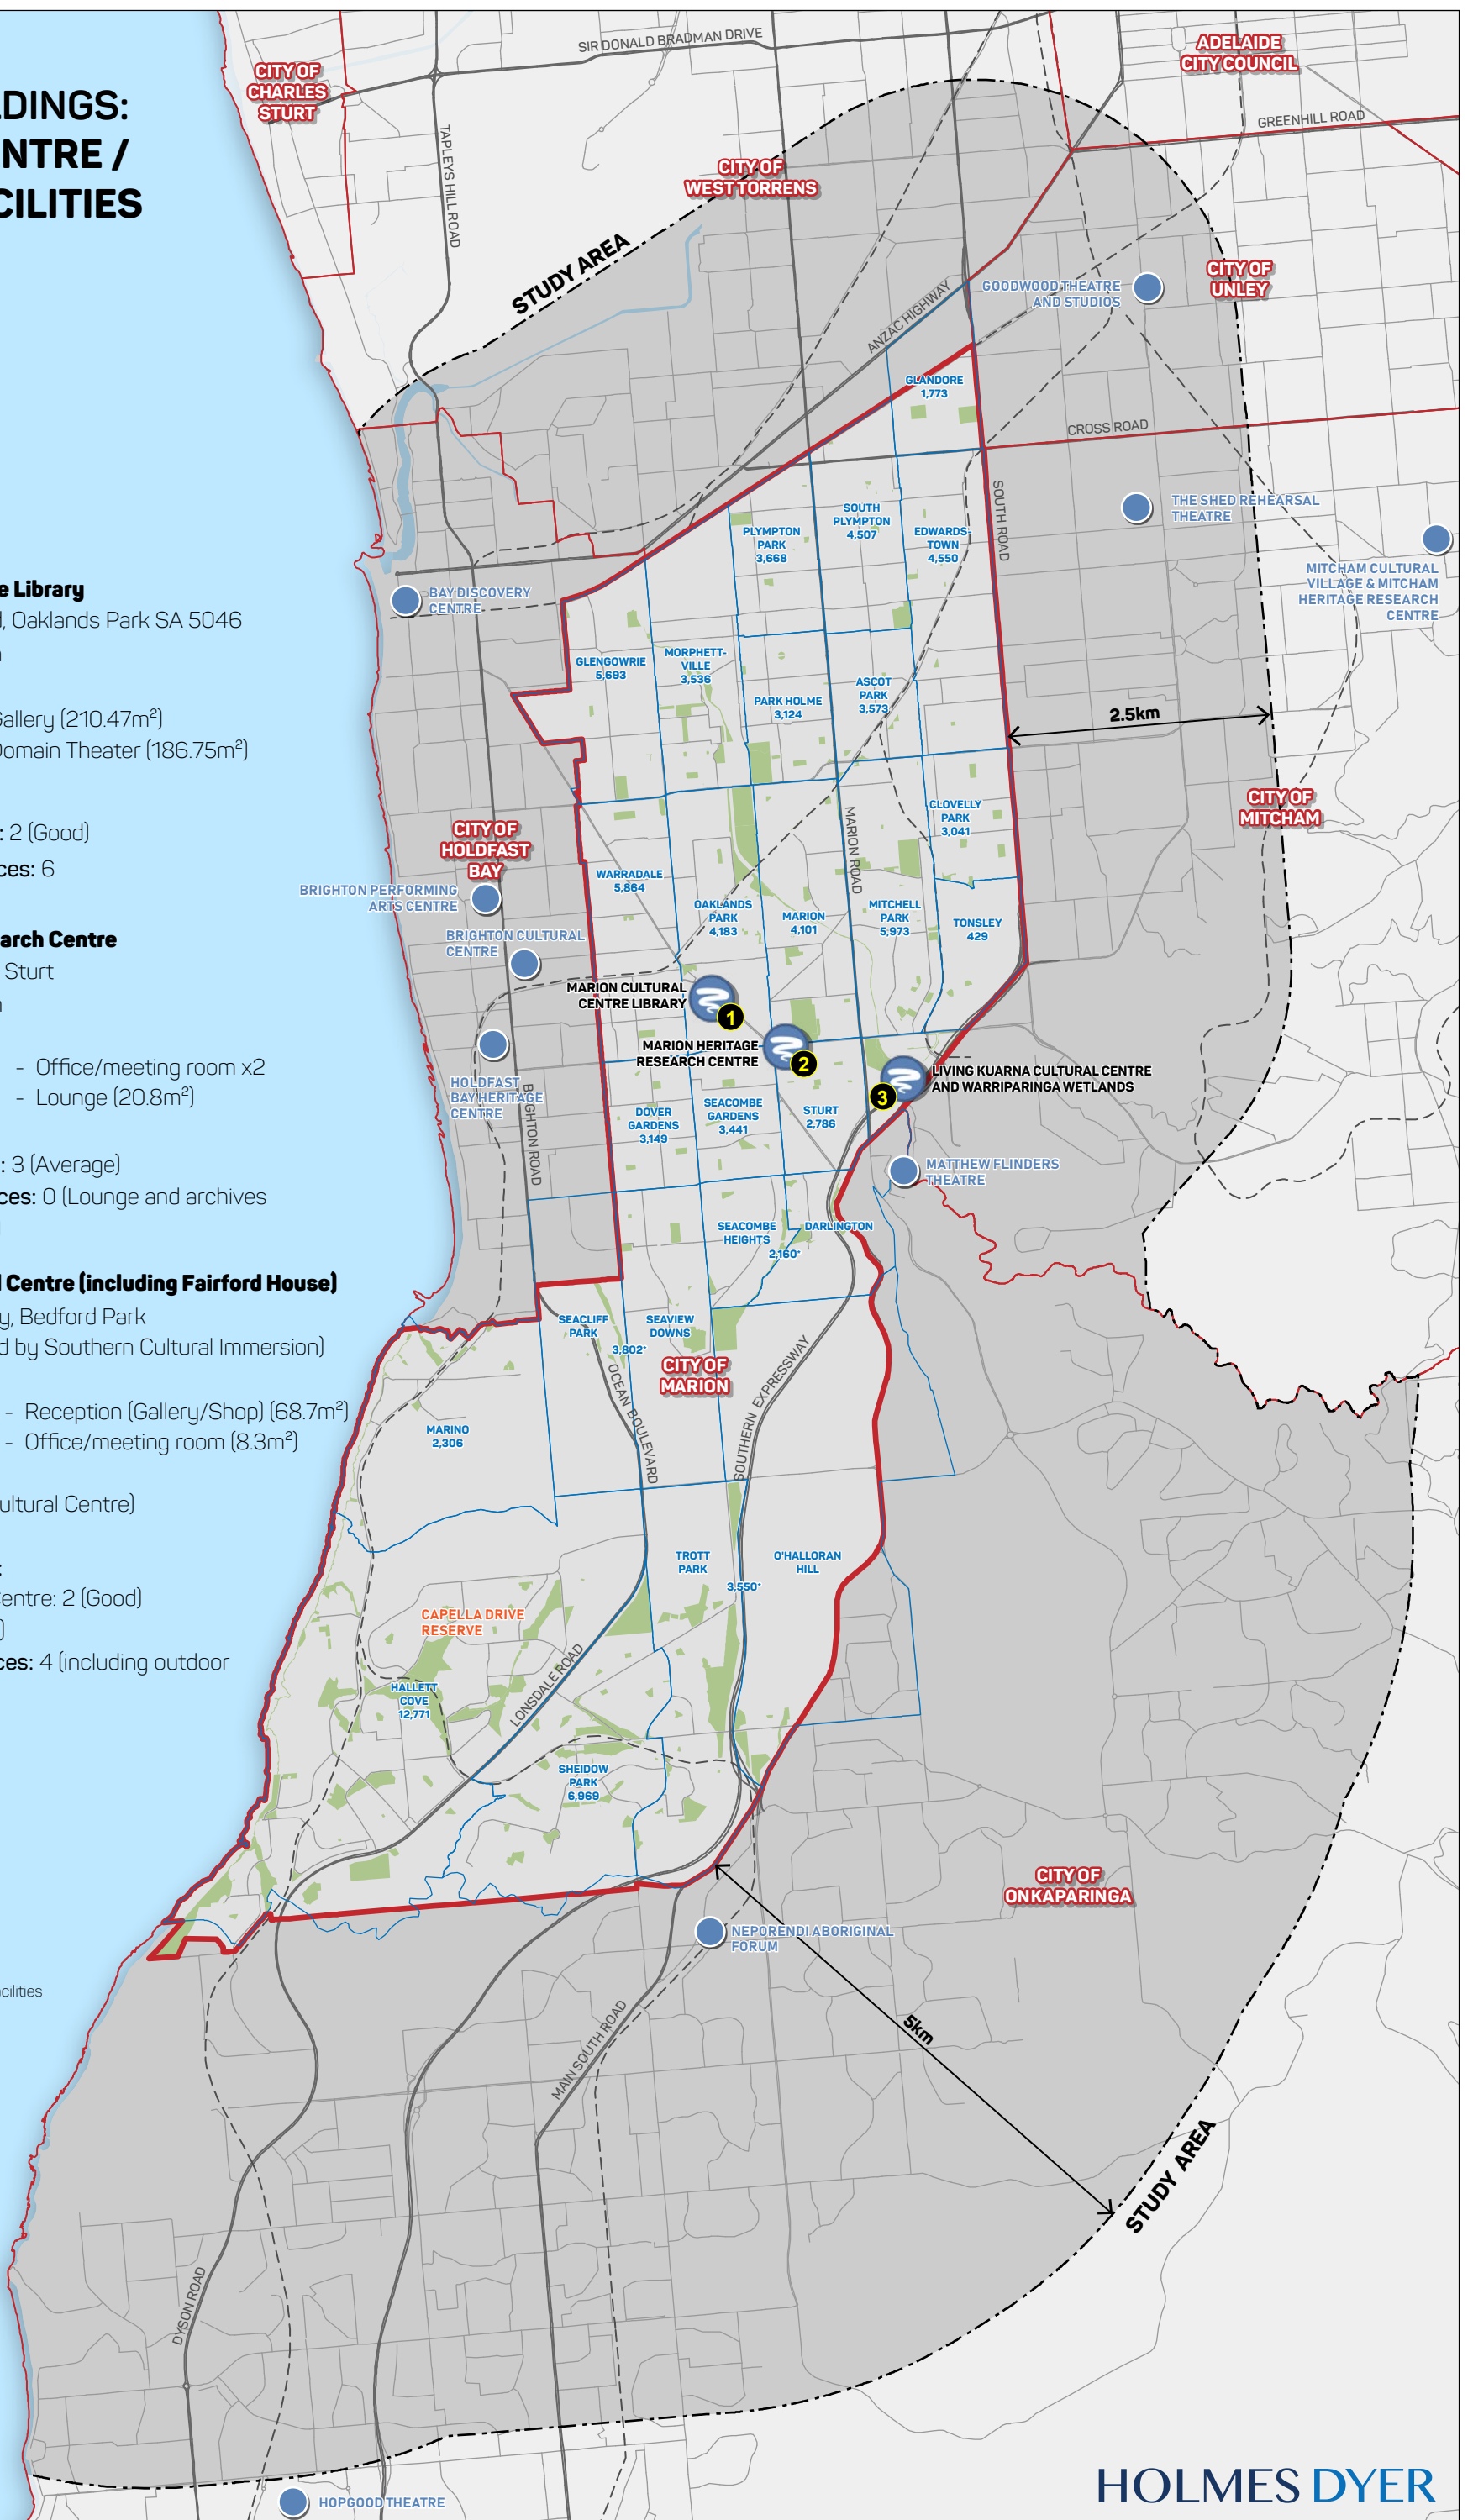 LDINGS:
NTRE /
CILITIES
e Library
, Oaklands Park SA 5046
Gallery (210.47m²)
Domain Theater (186.75m²)
: 2 (Good)
ces: 6
arch Centre
Sturt
- Office/meeting room x2
- Lounge (20.8m²)
: 3 (Average)
ces: 0 (Lounge and archives
l Centre (including Fairford House)
y, Bedford Park
d by Southern Cultural Immersion)
- Reception (Gallery/Shop) (68.7m²)
- Office/meeting room (8.3m²)
ultural Centre)
:
Centre: 2 (Good)
)
ces: 4 (including outdoor
cilities
SIR DONALD BRADMAN DRIVE
ADELAIDE
CITY COUNCIL
CITY OF
CHARLES
STURT
GREENHILL ROAD
TAPLEYS HILL ROAD
CITY OF
WEST TORRENS
STUDY AREA
CITY OF
UNLEY
GOODWOOD THEATRE
AND STUDIOS
ANZAC HIGHWAY
GLANDORE
1,773
CROSS ROAD
SOUTH ROAD
THE SHED REHEARSAL
THEATRE
SOUTH
PLYMPTON
4,507
PLYMPTON
PARK
3,668
EDWARDS-
TOWN
4,550
MITCHAM CULTURAL
VILLAGE & MITCHAM
HERITAGE RESEARCH
CENTRE
BAY DISCOVERY
CENTRE
GLENGOWRIE
5,693
MORPHETT-
VILLE
3,536
PARK HOLME
3,124
ASCOT
PARK
3,573
2.5km
CITY OF
MITCHAM
CLOVELLY
PARK
3,041
MARION ROAD
CITY OF
HOLDFAST
BAY
BRIGHTON PERFORMING
ARTS CENTRE
WARRADALE
5,864
OAKLANDS
PARK
4,183
MARION
4,101
MITCHELL
PARK
5,973
TONSLEY
429
BRIGHTON CULTURAL
CENTRE
MARION CULTURAL
CENTRE LIBRARY
1
MARION HERITAGE
RESEARCH CENTRE
2
LIVING KUARNA CULTURAL CENTRE
AND WARRIPARINGA WETLANDS
3
HOLDFAST
BAY HERITAGE
CENTRE
BRIGHTON ROAD
DOVER
GARDENS
3,149
SEACOMBE
GARDENS
3,441
STURT
2,786
MATTHEW FLINDERS
THEATRE
SEACOMBE
HEIGHTS
DARLINGTON
2,160*
SEACLIFF
PARK
SEAVIEW
DOWNS
3,802*
CITY OF
MARION
OCEAN BOULEVARD
SOUTHERN EXPRESSWAY
MARINO
2,306
TROTT
PARK
O'HALLORAN
HILL
3,550*
CAPELLA DRIVE
RESERVE
HALLETT
COVE
12,771
LONSDALE ROAD
SHEIDOW
PARK
6,969
CITY OF
ONKAPARINGA
NEPORENDI ABORIGINAL
FORUM
5km
MAIN SOUTH ROAD
STUDY AREA
DYSON ROAD
HOPGOOD THEATRE
HOLMES DYER